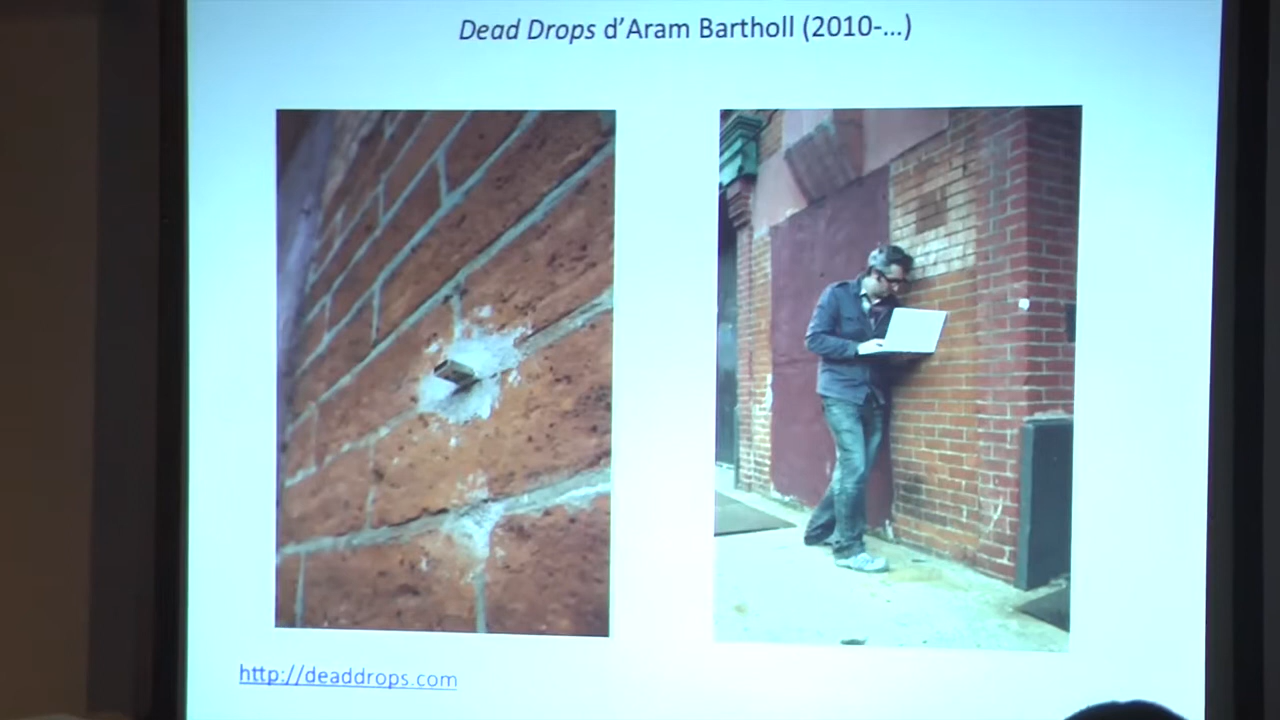 Dead Drops d’Aram Bartholl (2010-…)
http://deaddrops.com